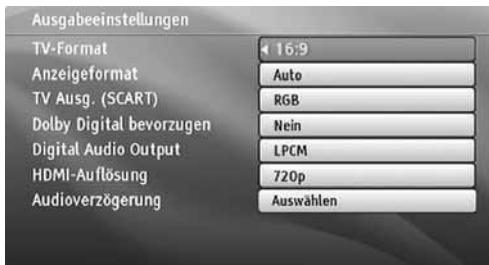 Ausgabeeinstellungen
TV-Format 16:9
Anzeigeformat Auto
TV Ausg. (SCART) RGB
Dolby Digital bevorzugen Nein
Digital Audio Output LPCM
HDMI-Auflösung 720p
Audioverzögerung Auswählen